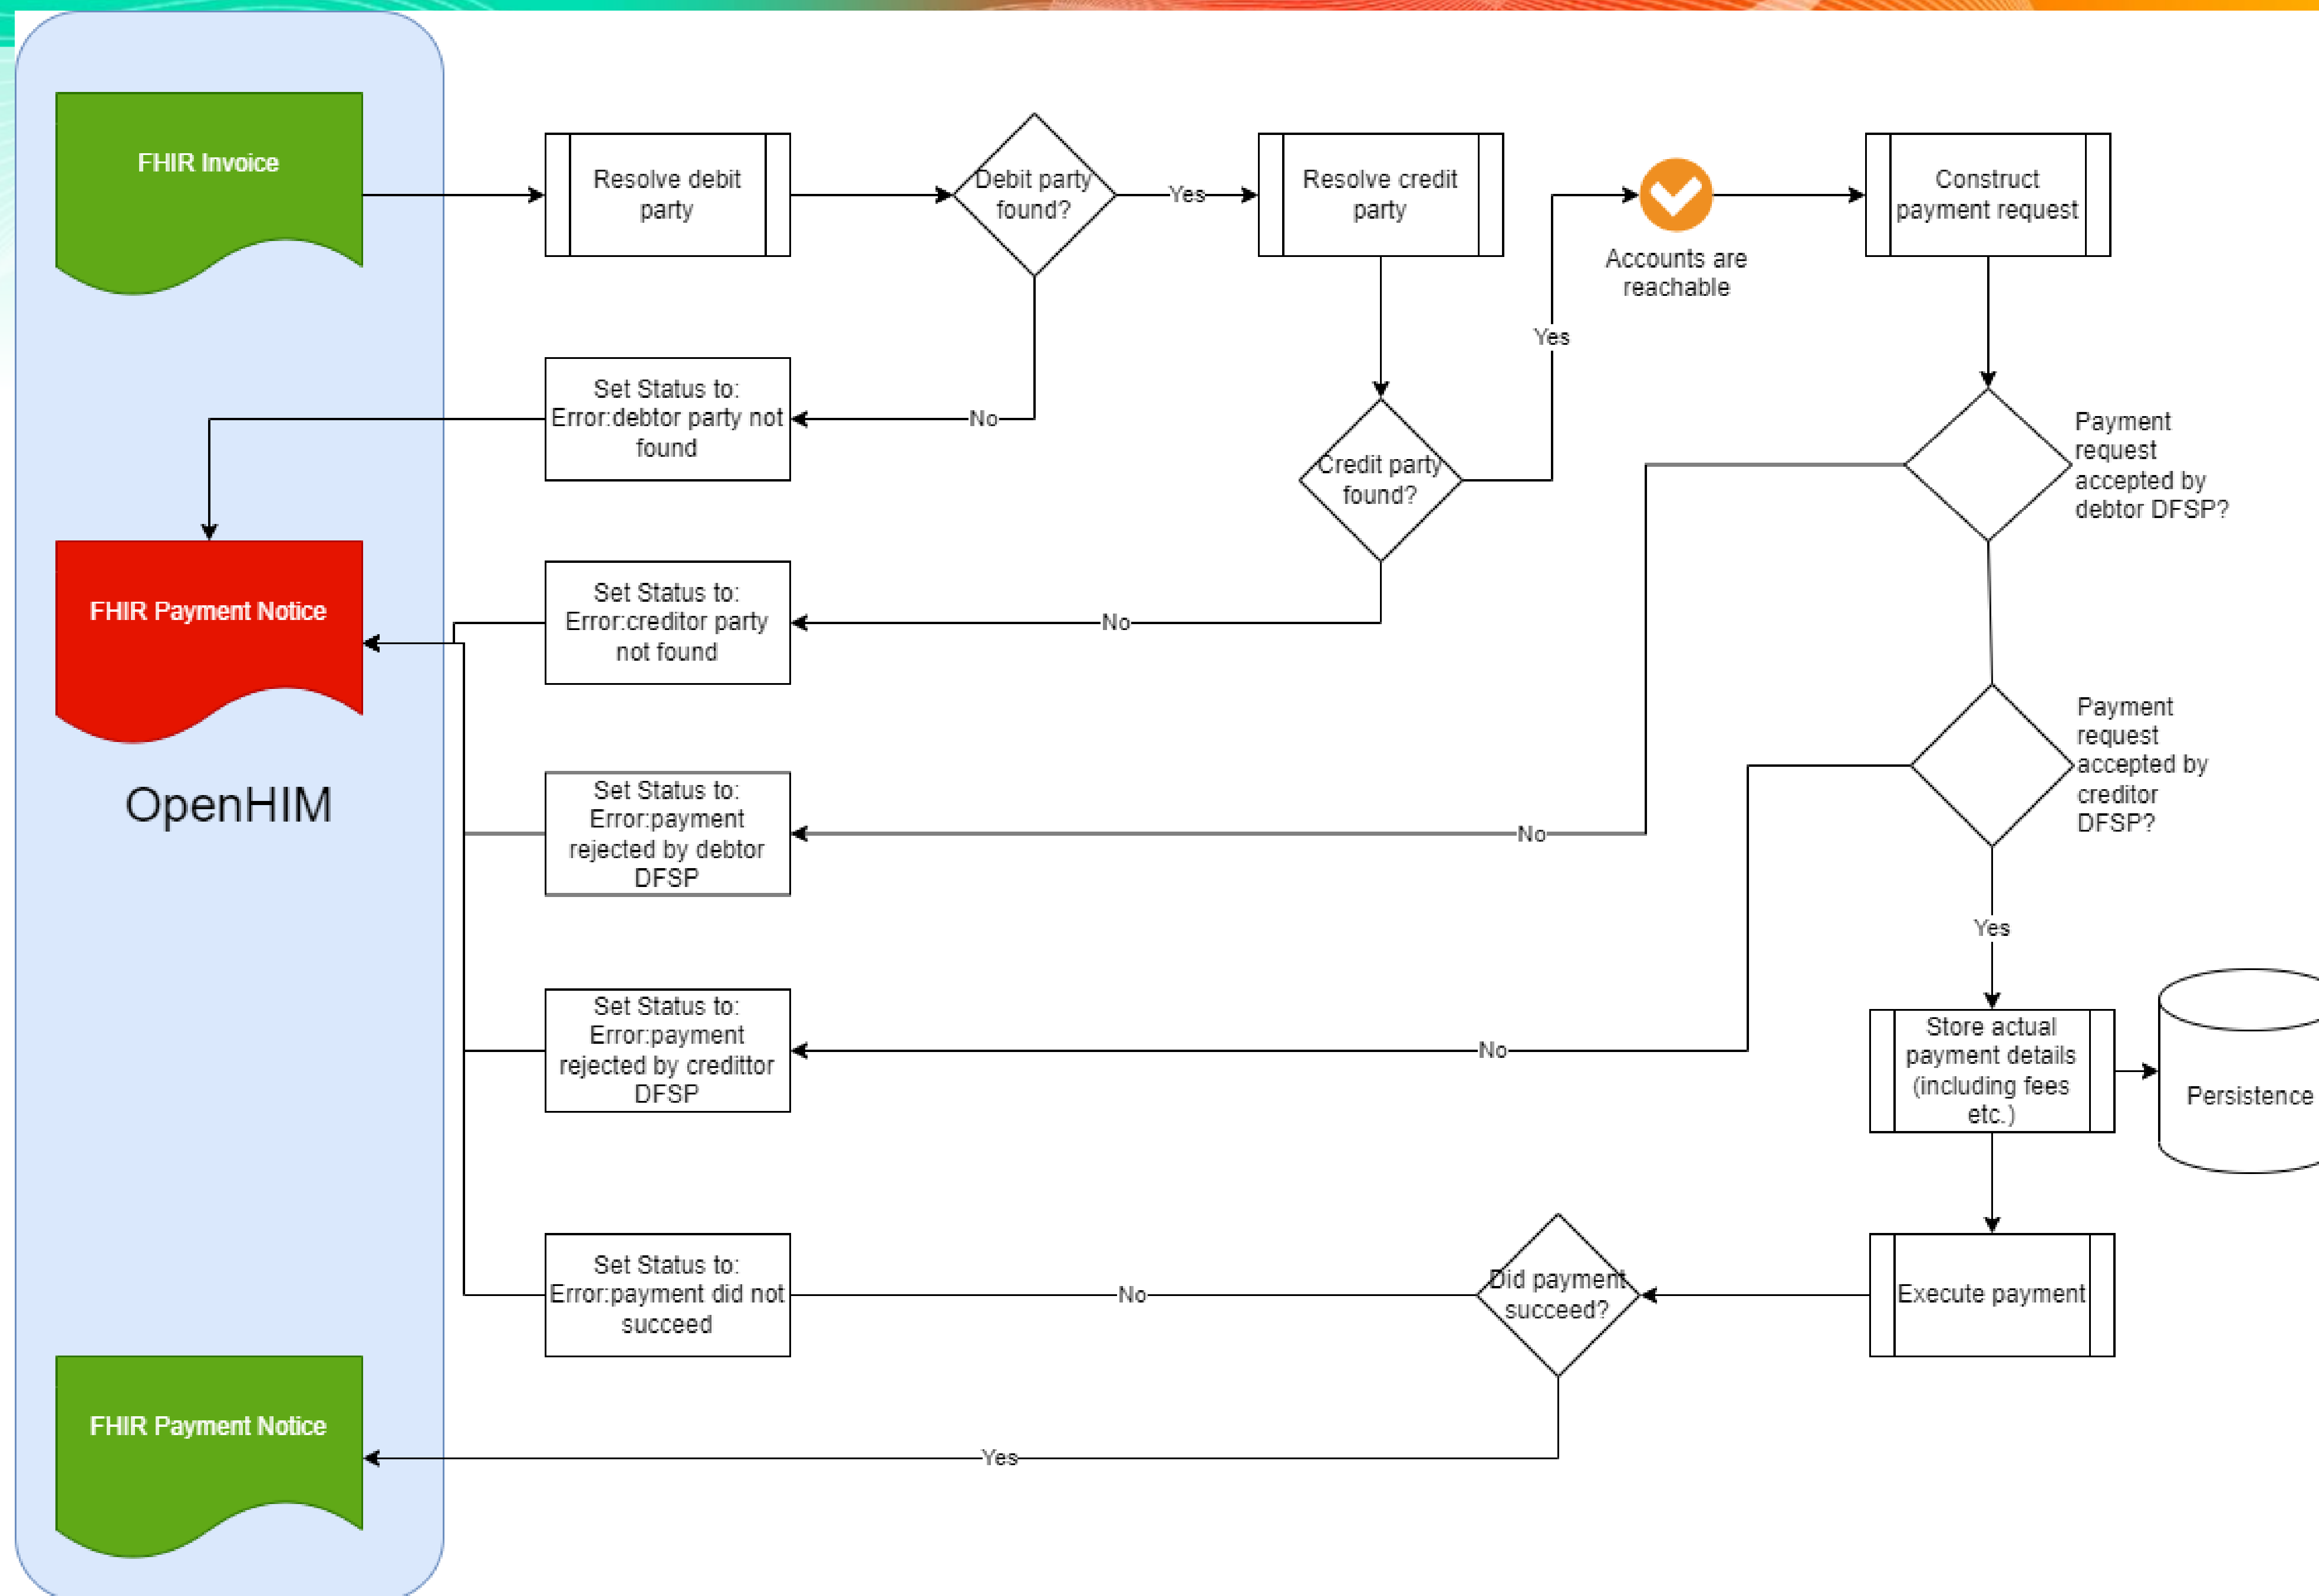 FHIR Invoice
Resolve debit
party
Debit party
found?
Yes
Resolve credit
party
Accounts are
reachable
Construct
payment request
Yes
Set Status to:
Error:debtor party not
found
No
Credit party
found?
Payment
request
accepted by
debtor DFSP?
FHIR Payment Notice
Set Status to:
Error:creditor party
not found
No
OpenHIM
Set Status to:
Error:payment
rejected by debtor
DFSP
No
Payment
request
accepted by
creditor
DFSP?
Yes
Set Status to:
Error:payment
rejected by credittor
DFSP
No
Store actual
payment details
(including fees
etc.)
Persistence
Set Status to:
Error:payment did not
succeed
No
Did payment
succeed?
Execute payment
FHIR Payment Notice
Yes